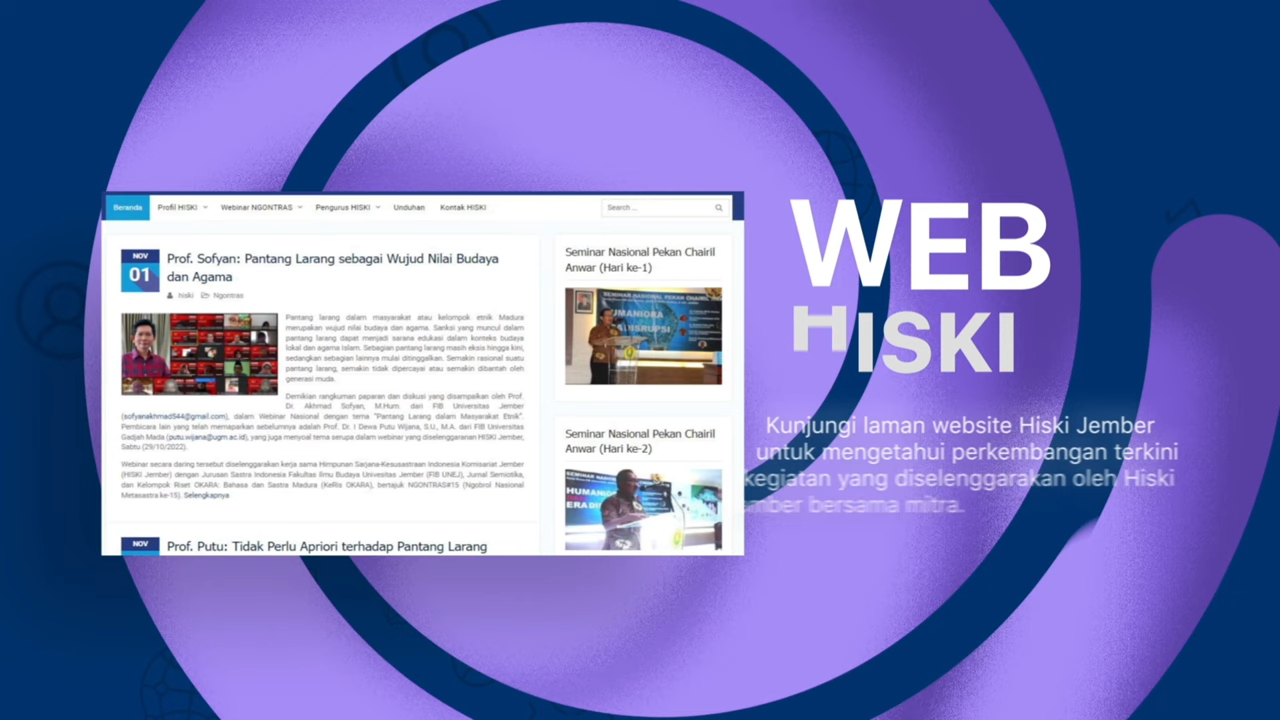 Beranda Profil HISKI Webinar NGONTRAS Pengurus HISKI Unduhan Kontak HISKI Search ...
NOV
01
Prof. Sofyan: Pantang Larang sebagai Wujud Nilai Budaya
dan Agama
hiski Ngontras
Pantang larang dalam masyarakat atau kelompok etnik Madura
merupakan wujud nilai budaya dan agama. Sanksi yang muncul dalam
pantang larang dapat menjadi sarana edukasi dalam konteks budaya
lokal dan agama Islam. Sebagian pantang larang masih eksis hingga kini,
sedangkan sebagian lainnya mulai ditinggalkan. Semakin rasional suatu
pantang larang, semakin tidak dipercayai atau semakin dibantah oleh
generasi muda.
Demikian rangkuman paparan dan diskusi yang disampaikan oleh Prof.
Dr. Akhmad Sofyan, M.Hum. dari FIB Universitas Jember
(sofyanakhmad544@gmail.com), dalam Webinar Nasional dengan tema "Pantang Larang dalam Masyarakat Etnik".
Pembicara lain yang telah memaparkan sebelumnya adalah Prof. Dr. I Dewa Putu Wijana, S.U., M.A. dari FIB Universitas
Gadjah Mada (putu.wijana@ugm.ac.id), yang juga menyoal tema serupa dalam webinar yang diselenggarakan HISKI Jember,
Sabtu (29/10/2022).
Webinar secara daring tersebut diselenggarakan kerja sama Himpunan Sarjana-Kesusastraan Indonesia Komisariat Jember
(HISKI Jember) dengan Jurusan Sastra Indonesia Fakultas Ilmu Budaya Universitas Jember (FIB UNEJ), Jurnal Semiotika,
dan Kelompok Riset OKARA: Bahasa dan Sastra Madura (KeRis OKARA), bertajuk NGONTRAS#15 (Ngobrol Nasional
Metasastra ke-15). Selengkapnya
NOV
Prof. Putu: Tidak Perlu Apriori terhadap Pantang Larang
Seminar Nasional Pekan Chairil
Anwar (Hari ke-1)
SEMINAR NASIONAL PEKAN CHAIRIL
UMANIORA
RADISRUPSI
Seminar Nasional Pekan Chairil
Anwar (Hari ke-2)
SEMINAR
HUMANIO
ERADIS
WEB
HISKI
Kunjungi laman website Hiski Jember
untuk mengetahui perkembangan terkini
kegiatan yang diselenggarakan oleh Hiski
mber bersama mitra.